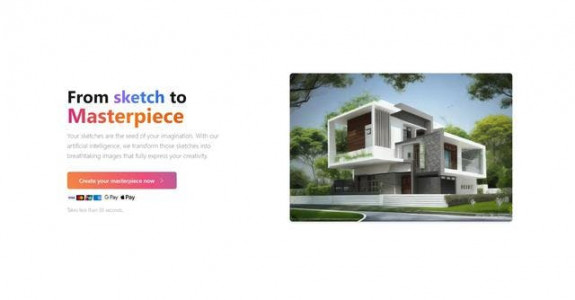 From sketch to
Masterpiece
Your sketches are the seed of your imagination. With our
artificial intelligence, we transform those sketches into
breathtaking images that fully express your creativity.
Create your masterpiece now
VISA G Pay Pay
Takes less than 60 seconds.